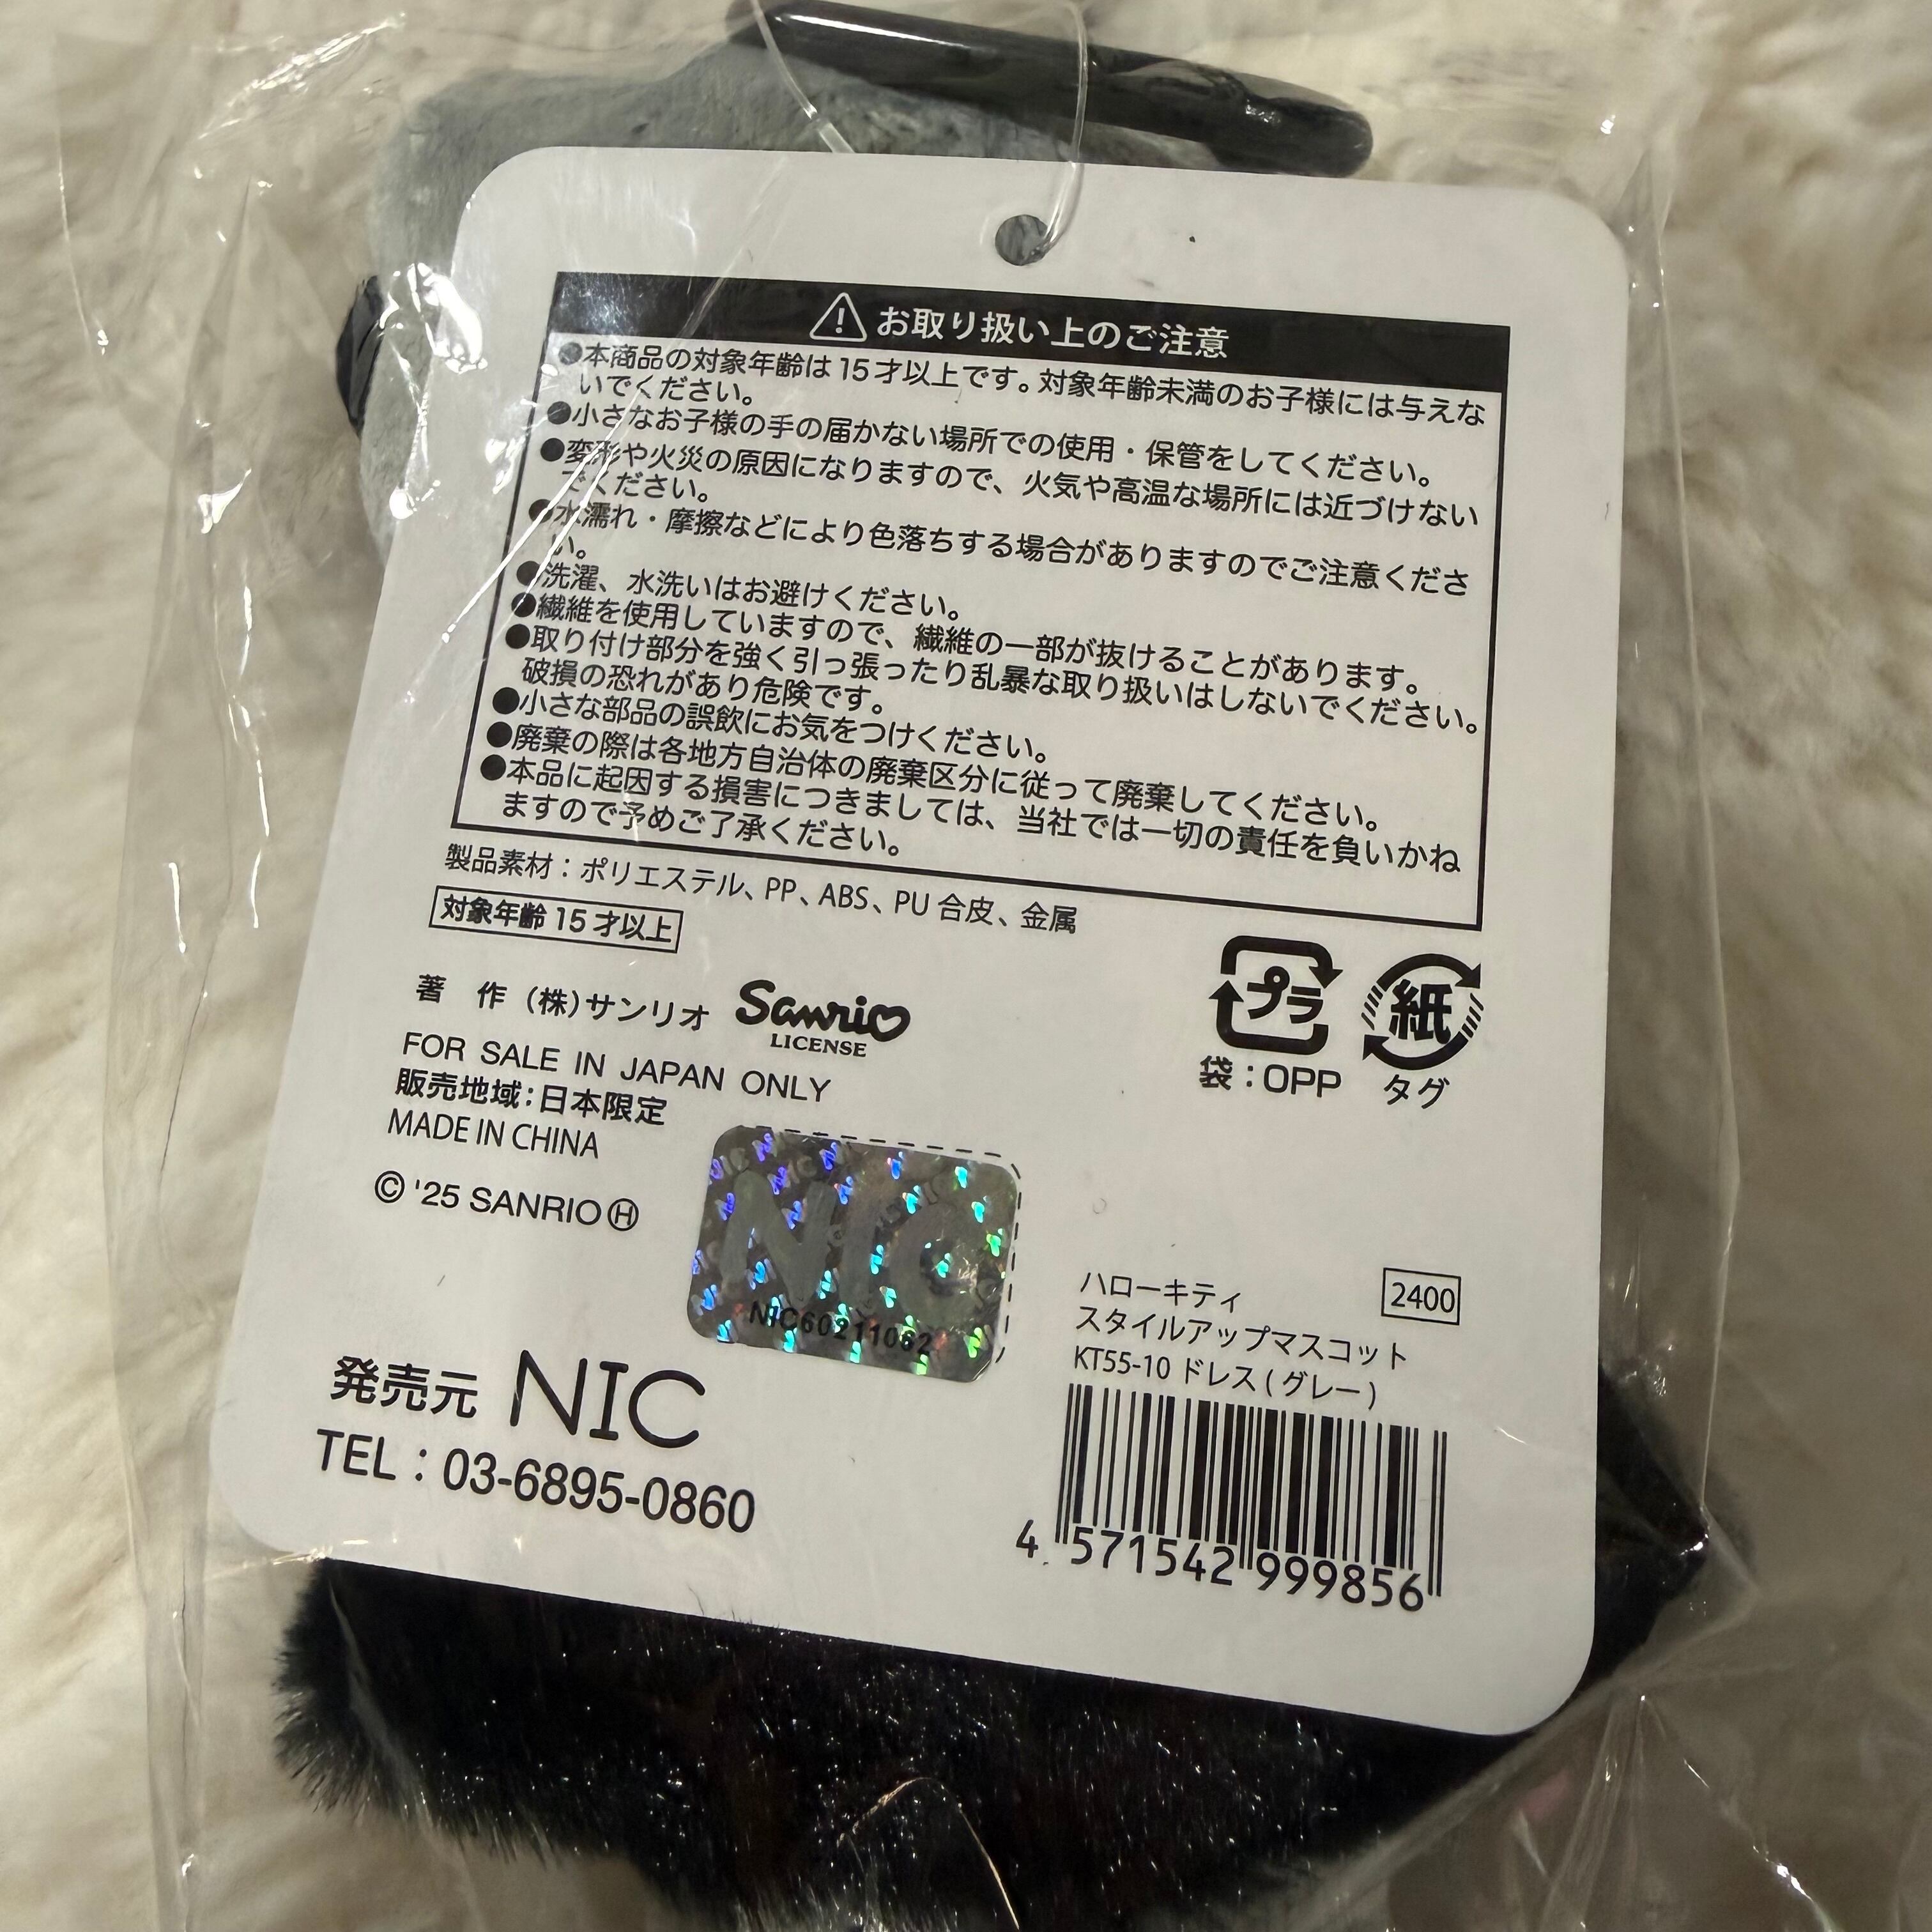 お取り扱い上のご注意
●本商品の対象年齢は15才以上です。対象年齢未満のお子様には与えな
いでください。
●小さなお子様の手の届かない場所での使用・保管をしてください。
●変形や火災の原因になりますので、火気や高温な場所には近づけない
でください。
●水濡れ・摩擦などにより色落ちする場合がありますのでご注意くださ
い。
●洗濯、水洗いはお避けください。
●繊維を使用していますので、繊維の一部が抜けることがあります。
●取り付け部分を強く引っ張ったり乱暴な取り扱いはしないでください。
破損の恐れがあり危険です。
●小さな部品の誤飲にお気をつけください。
●廃棄の際は各地方自治体の廃棄区分に従って廃棄してください。
●本品に起因する損害につきましては、当社では一切の責任を負いかね
ますので予めご了承ください。
製品素材：ポリエステル、PP、ABS、PU合皮、金属
対象年齢15才以上
著 作 (株)サンリオ Sanrio
LICENSE
FOR SALE IN JAPAN ONLY
販売地域：日本限定
MADE IN CHINA
© '25 SANRIO Ⓗ
プラ 紙
袋：OPP タグ
NIC
NIC60211062
発売元 NIC
TEL：03-6895-0860
ハローキティ 2400
スタイルアップマスコット
KT55-10 ドレス(グレー)
4 571542 999856